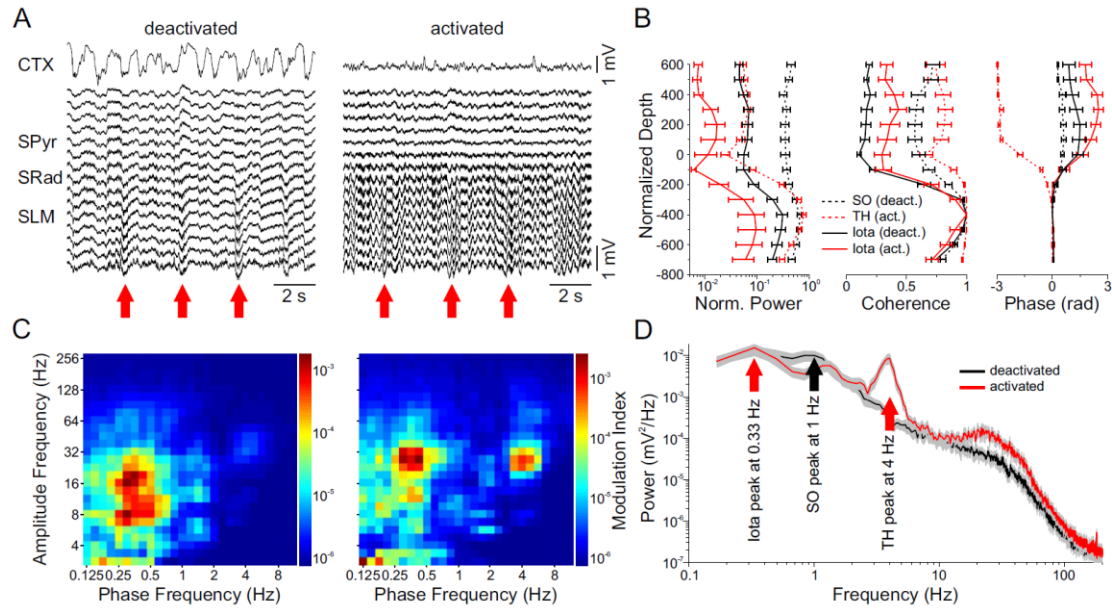 A
deactivated
activated
CTX
SPyr
SRad
SLM
1 mV
1 mV
2 s
2 s
B
Normalized Depth
600
400
200
0
-200
-400
-600
-800
SO (deact.)
TH (act.)
Iota (deact.)
Iota (act.)
10⁻² 10⁻¹ 10⁰
0 1
-3 0 3
Norm. Power
Coherence
Phase (rad)
C
Amplitude Frequency (Hz)
256
128
64
32
16
8
4
0.125 0.25 0.5 1 2 4 8
Phase Frequency (Hz)
10⁻³
10⁻⁴
10⁻⁵
10⁻⁶
0.125 0.25 0.5 1 2 4 8
Phase Frequency (Hz)
10⁻³
10⁻⁴
10⁻⁵
10⁻⁶
Modulation Index
D
Power (mV²/Hz)
10⁻²
10⁻³
10⁻⁴
10⁻⁵
10⁻⁶
10⁻⁷
deactivated
activated
Iota peak at 0.33 Hz
SO peak at 1 Hz
TH peak at 4 Hz
0.1 1 10 100
Frequency (Hz)